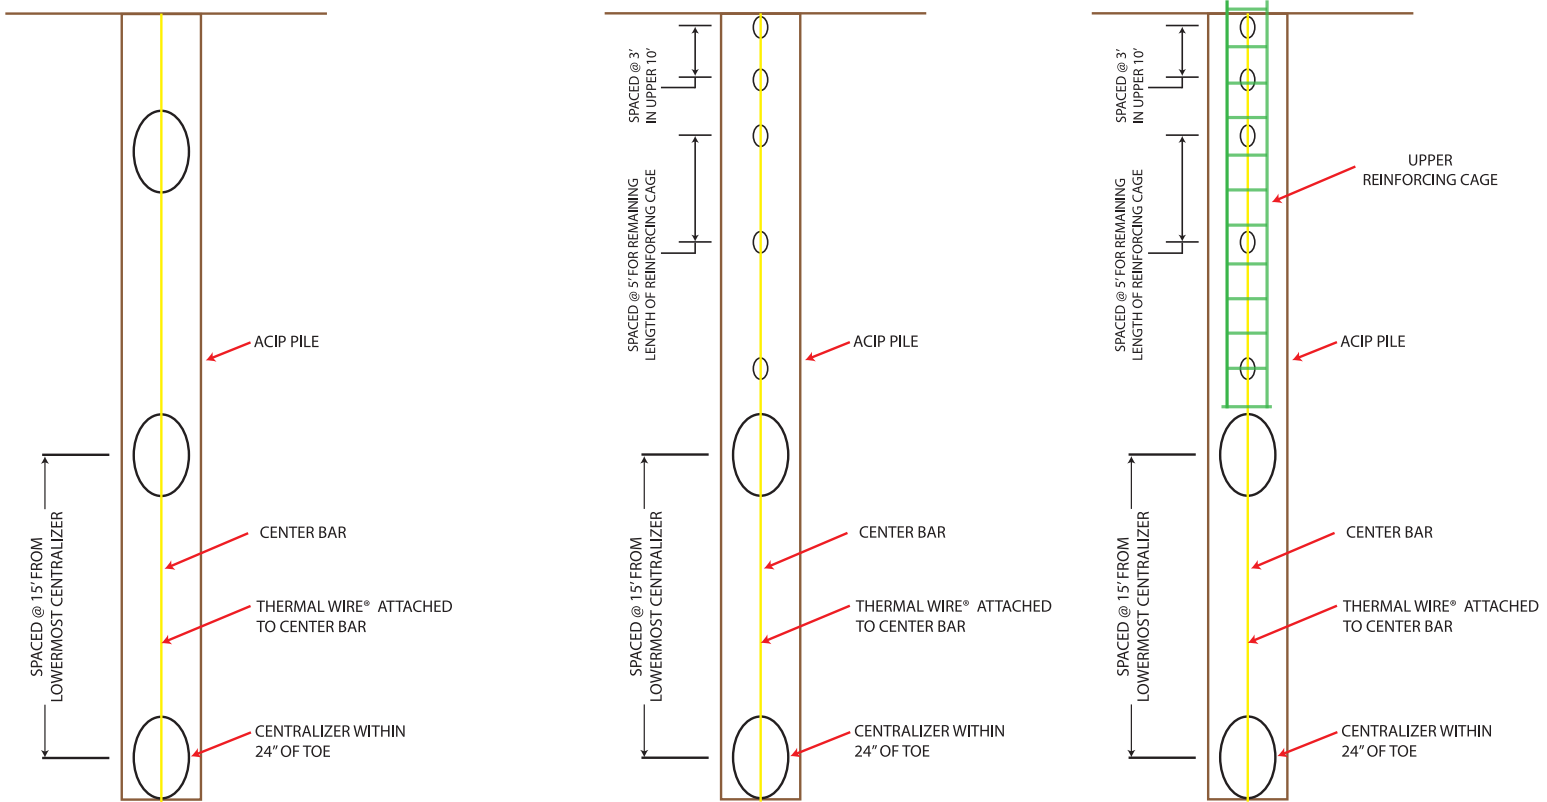 ACIP PILE
CENTER BAR
SPACED @ 15' FROM
LOWERMOST CENTRALIZER
THERMAL WIRE® ATTACHED
TO CENTER BAR
CENTRALIZER WITHIN
24" OF TOE
SPACED @ 3'
IN UPPER 10'
SPACED @ 5' FOR REMAINING
LENGTH OF REINFORCING CAGE
ACIP PILE
CENTER BAR
SPACED @ 15' FROM
LOWERMOST CENTRALIZER
THERMAL WIRE® ATTACHED
TO CENTER BAR
CENTRALIZER WITHIN
24" OF TOE
SPACED @ 3'
IN UPPER 10'
UPPER
REINFORCING CAGE
SPACED @ 5' FOR REMAINING
LENGTH OF REINFORCING CAGE
ACIP PILE
CENTER BAR
SPACED @ 15' FROM
LOWERMOST CENTRALIZER
THERMAL WIRE® ATTACHED
TO CENTER BAR
CENTRALIZER WITHIN
24" OF TOE